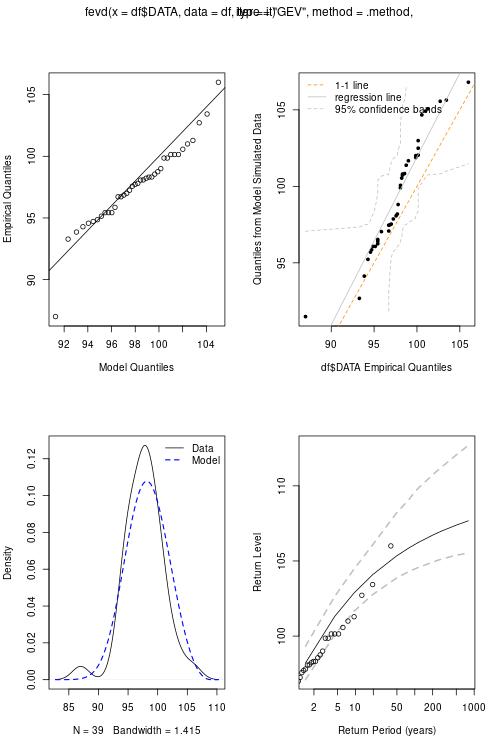 fevd(x = df$DATA, data = df, type = "GEV", method = .method,
105
100
95
90
Empirical Quantiles
92 94 96 98 100 104
Model Quantiles
1-1 line
regression line
95% confidence bands
105
100
95
Quantiles from Model Simulated Data
90 95 100 105
df$DATA Empirical Quantiles
Data
Model
0.12
0.10
0.08
0.06
0.04
0.02
0.00
Density
85 90 95 100 105 110
N = 39 Bandwidth = 1.415
110
105
100
Return Level
2 5 10 50 200 1000
Return Period (years)